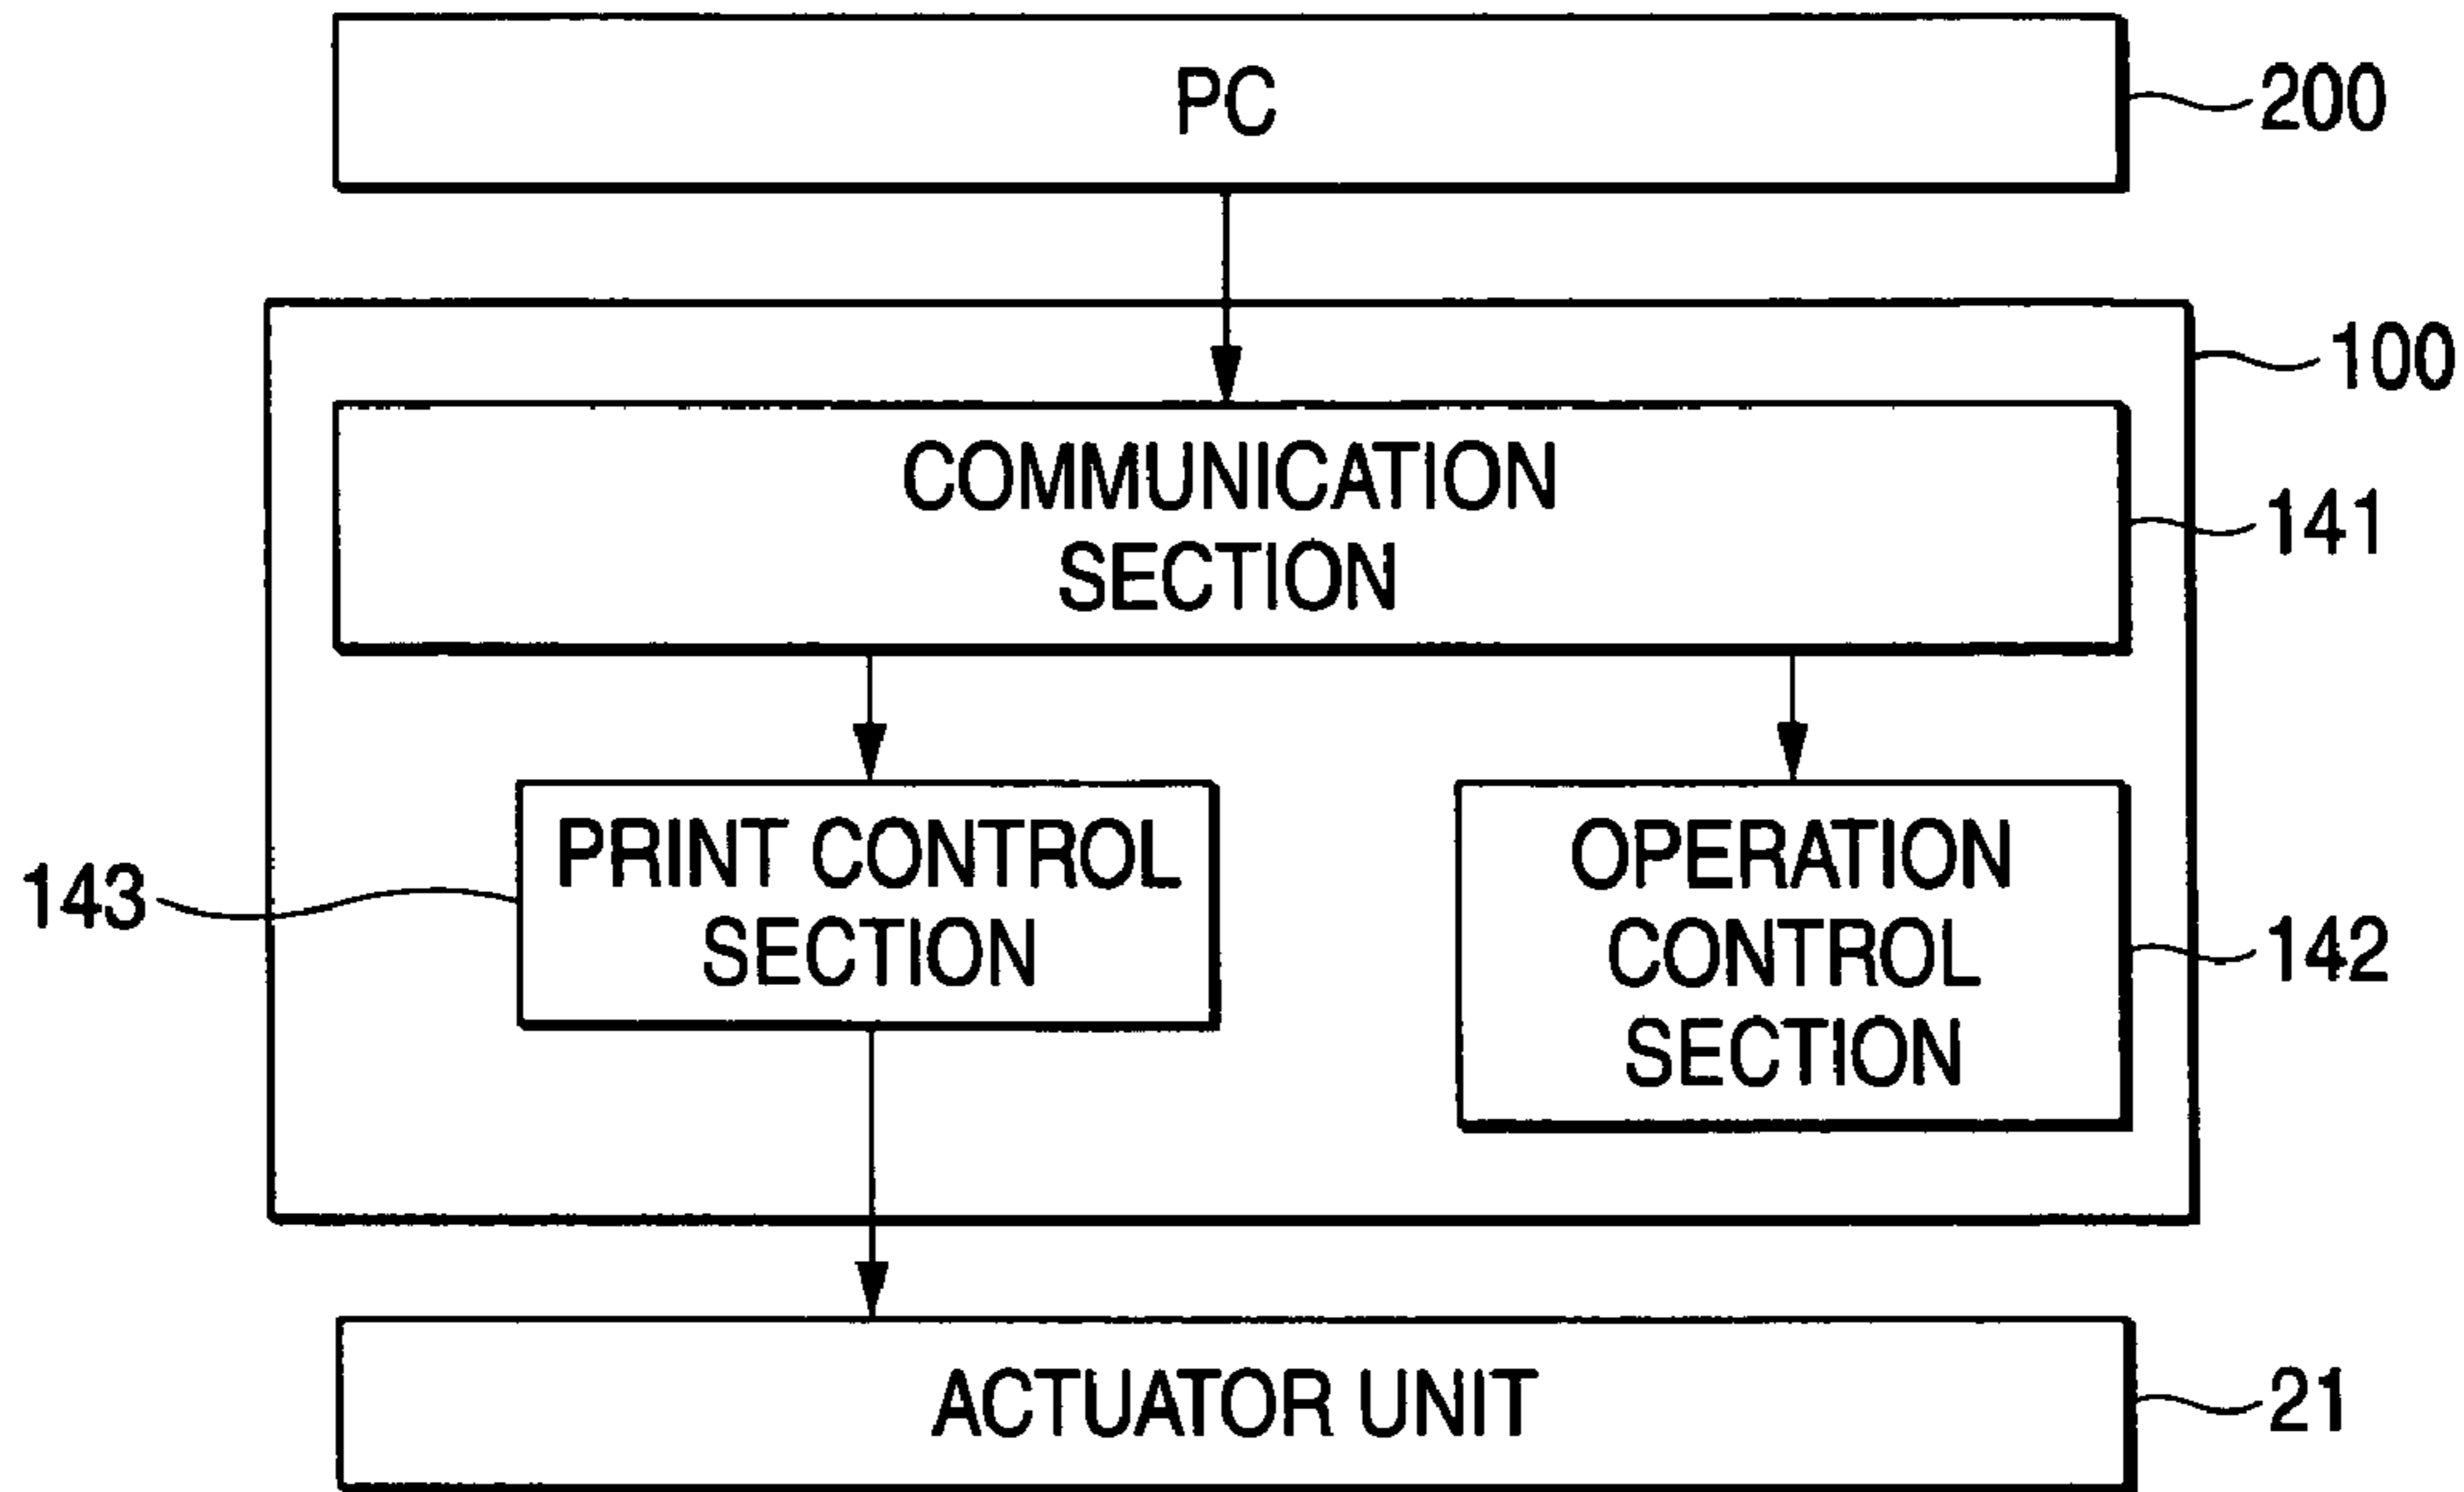 PC
200
100
COMMUNICATION
SECTION
141
PRINT CONTROL
SECTION
143
OPERATION
CONTROL
SECTION
142
ACTUATOR UNIT
21